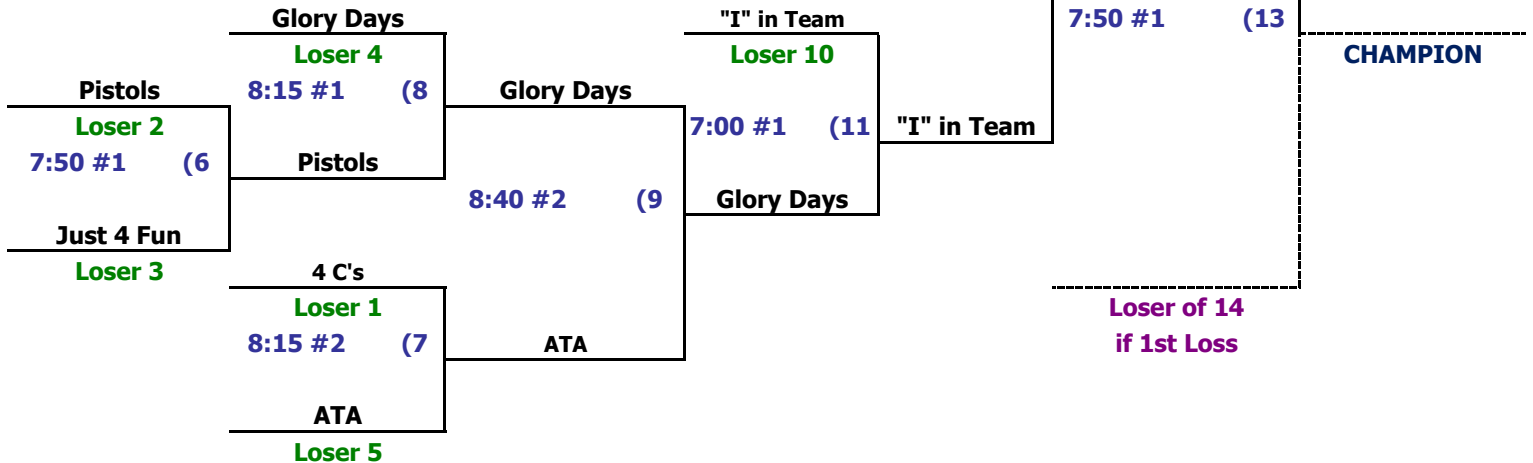 Glory Days
"I" in Team
7:50 #1 (13
Loser 4
Loser 10
CHAMPION
Pistols
8:15 #1 (8
Glory Days
Loser 2
7:00 #1 (11
"I" in Team
7:50 #1 (6
Pistols
8:40 #2 (9
Glory Days
Just 4 Fun
Loser 3
4 C's
Loser 1
Loser of 14
8:15 #2 (7
ATA
if 1st Loss
ATA
Loser 5